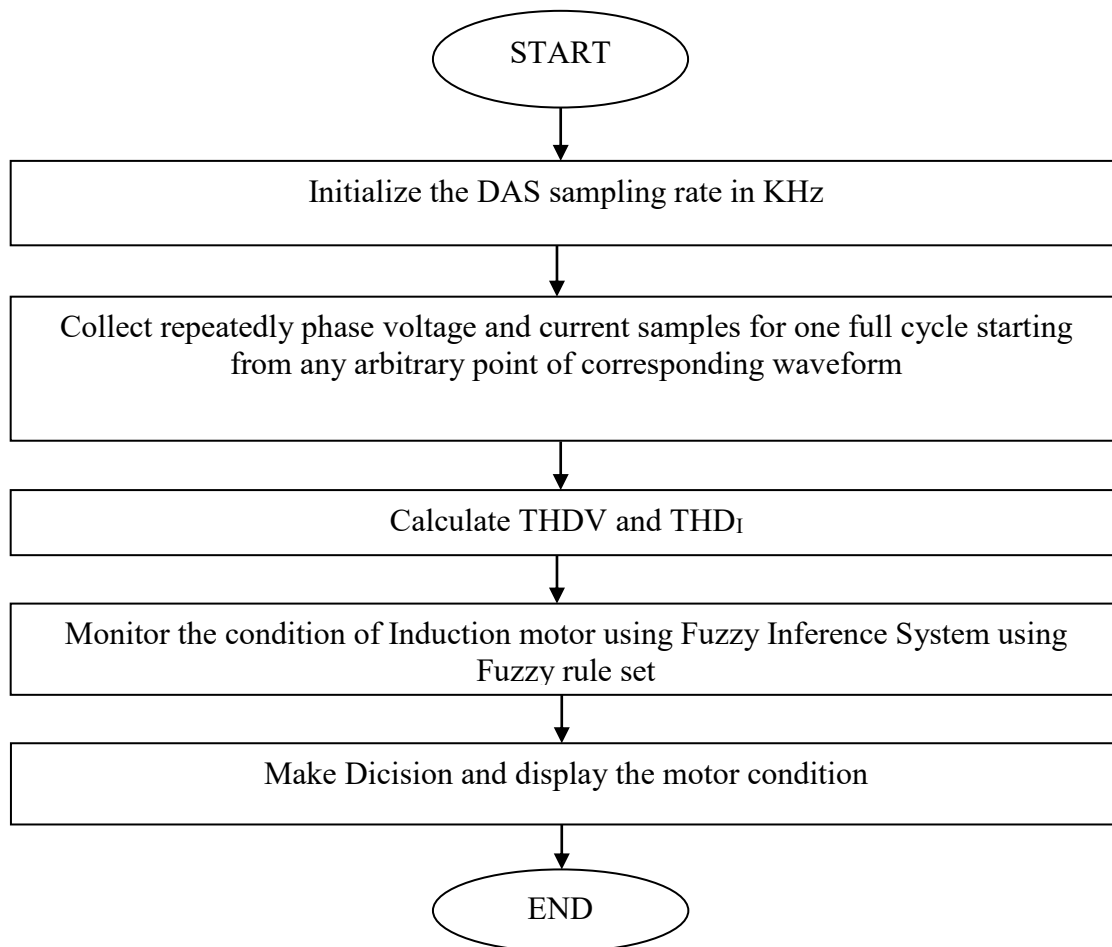 START
Initialize the DAS sampling rate in KHz
Collect repeatedly phase voltage and current samples for one full cycle starting
from any arbitrary point of corresponding waveform
Calculate THDV and THD_I
Monitor the condition of Induction motor using Fuzzy Inference System using
Fuzzy rule set
Make Dicision and display the motor condition
END